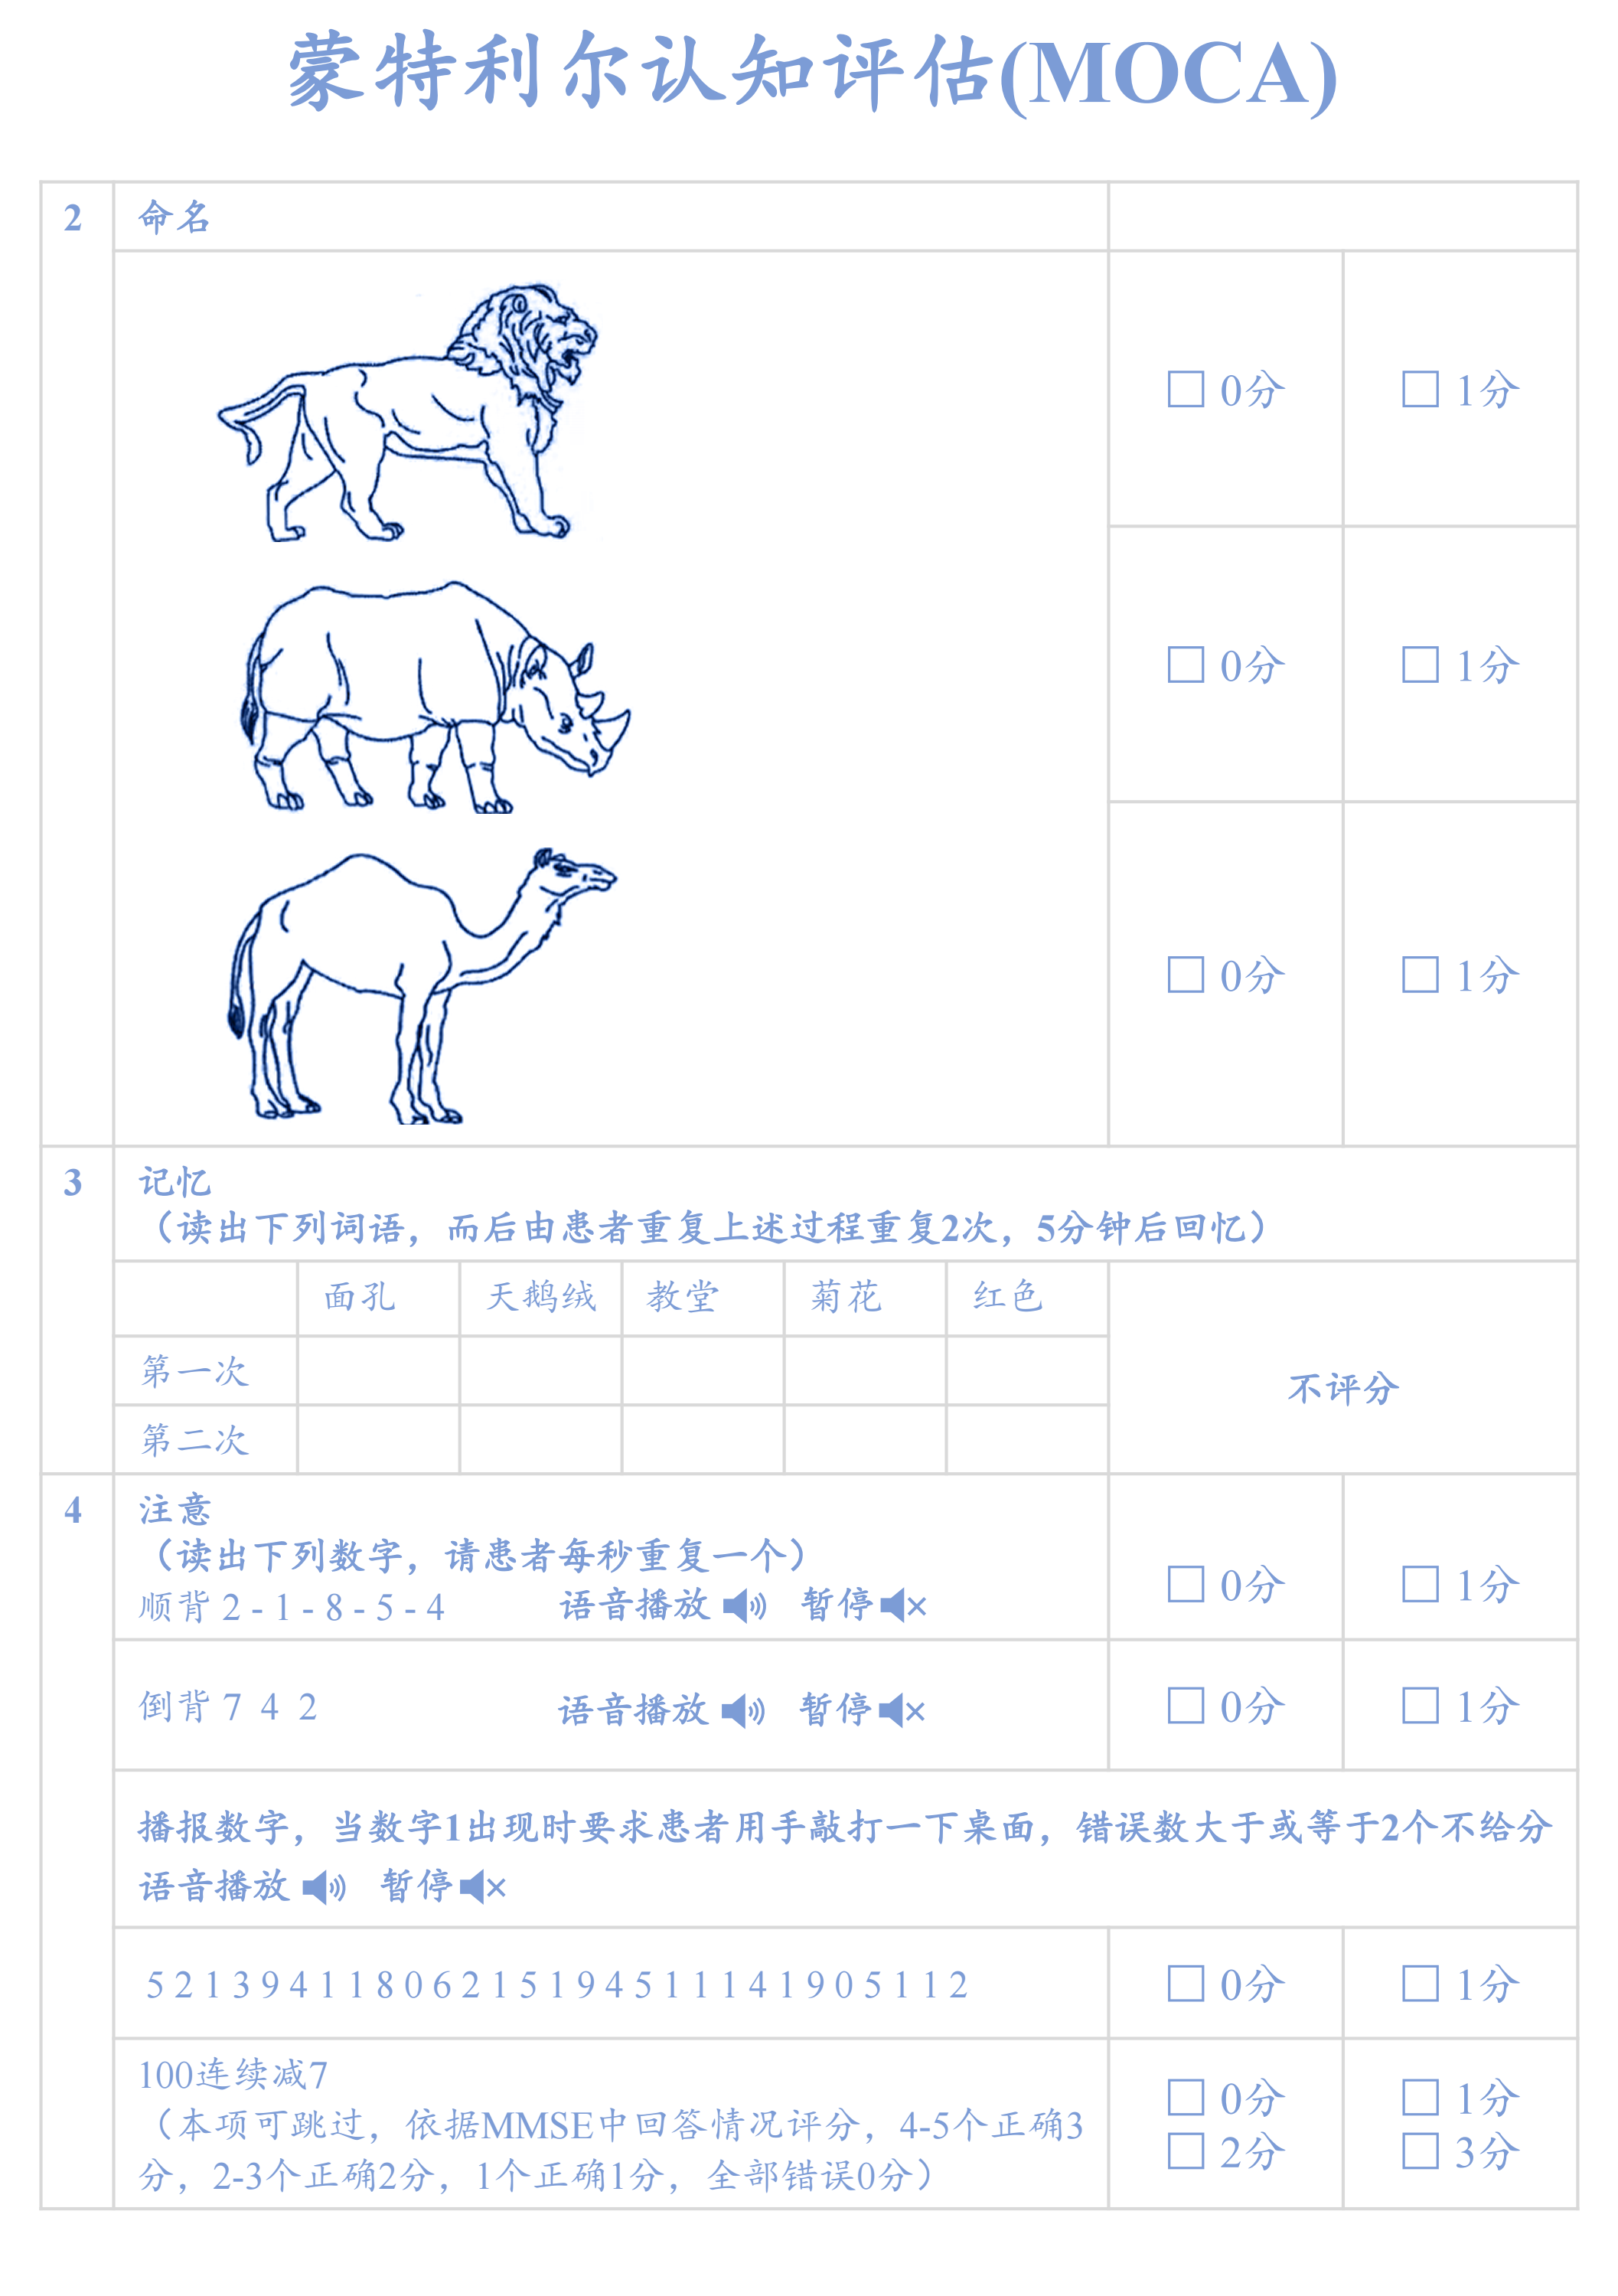 蒙特利尔认知评估(MOCA)
2 命名
□ 0分 □ 1分
□ 0分 □ 1分
□ 0分 □ 1分
3 记忆
（读出下列词语，而后由患者重复上述过程重复2次，5分钟后回忆）
面孔 天鹅绒 教堂 菊花 红色
第一次
第二次
不评分
4 注意
（读出下列数字，请患者每秒重复一个）
顺背 2 - 1 - 8 - 5 - 4 语音播放 暂停
□ 0分 □ 1分
倒背 7 4 2 语音播放 暂停
□ 0分 □ 1分
播报数字，当数字1出现时要求患者用手敲打一下桌面，错误数大于或等于2个不给分
语音播放 暂停
5 2 1 3 9 4 1 1 8 0 6 2 1 5 1 9 4 5 1 1 1 4 1 9 0 5 1 1 2
□ 0分 □ 1分
100连续减7
（本项可跳过，依据MMSE中回答情况评分，4-5个正确3
分，2-3个正确2分，1个正确1分，全部错误0分）
□ 0分 □ 1分
□ 2分 □ 3分